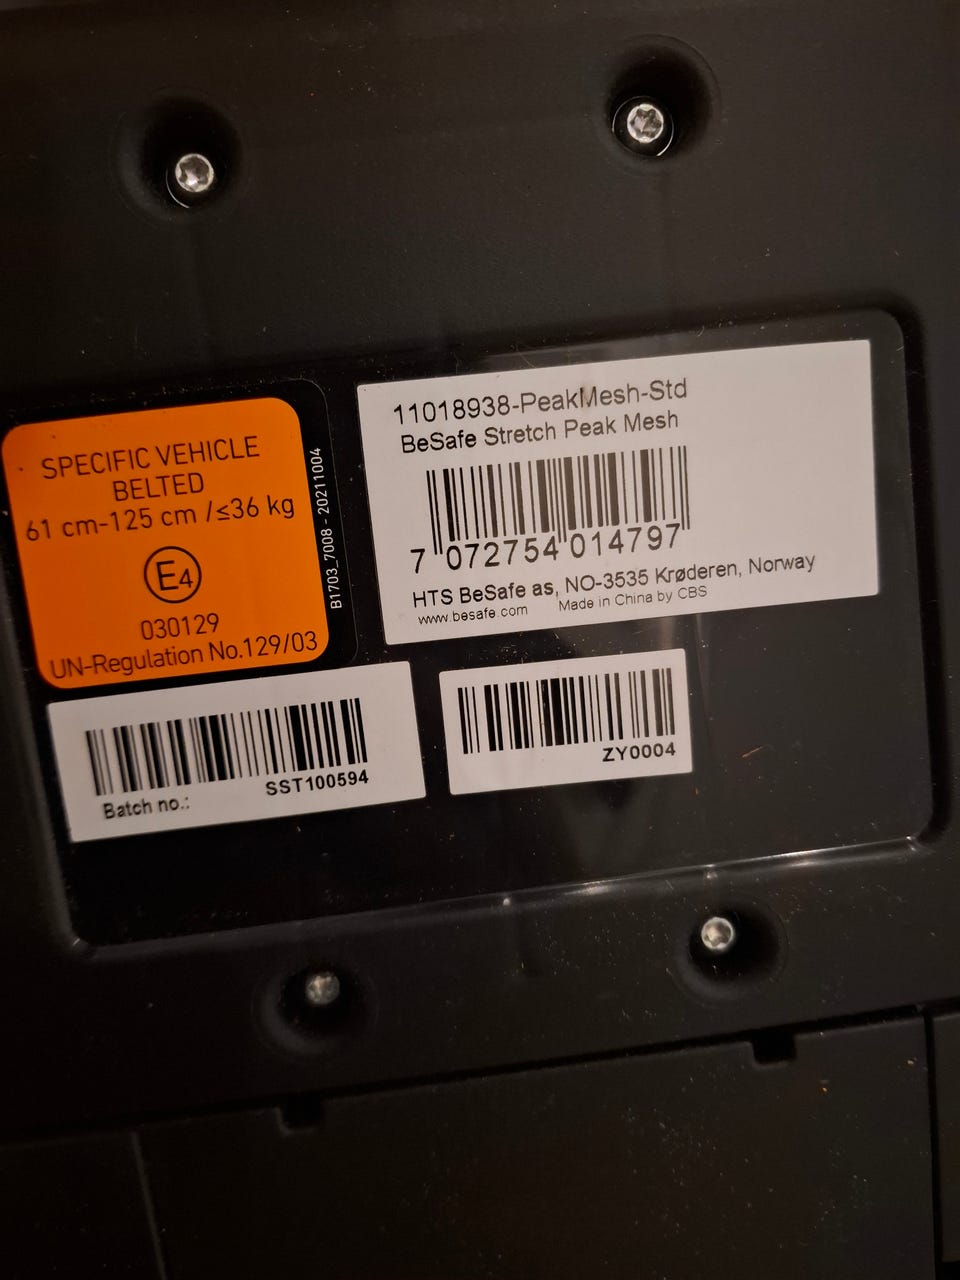 SPECIFIC VEHICLE
BELTED
61 cm-125 cm /≤36 kg
E4
030129
UN-Regulation No.129/03
B1703_7008 - 20211004
11018938-PeakMesh-Std
BeSafe Stretch Peak Mesh
7 072754 014797
HTS BeSafe as, NO-3535 Krøderen, Norway
www.besafe.com Made in China by CBS
SST100594
Batch no.:
ZY0004